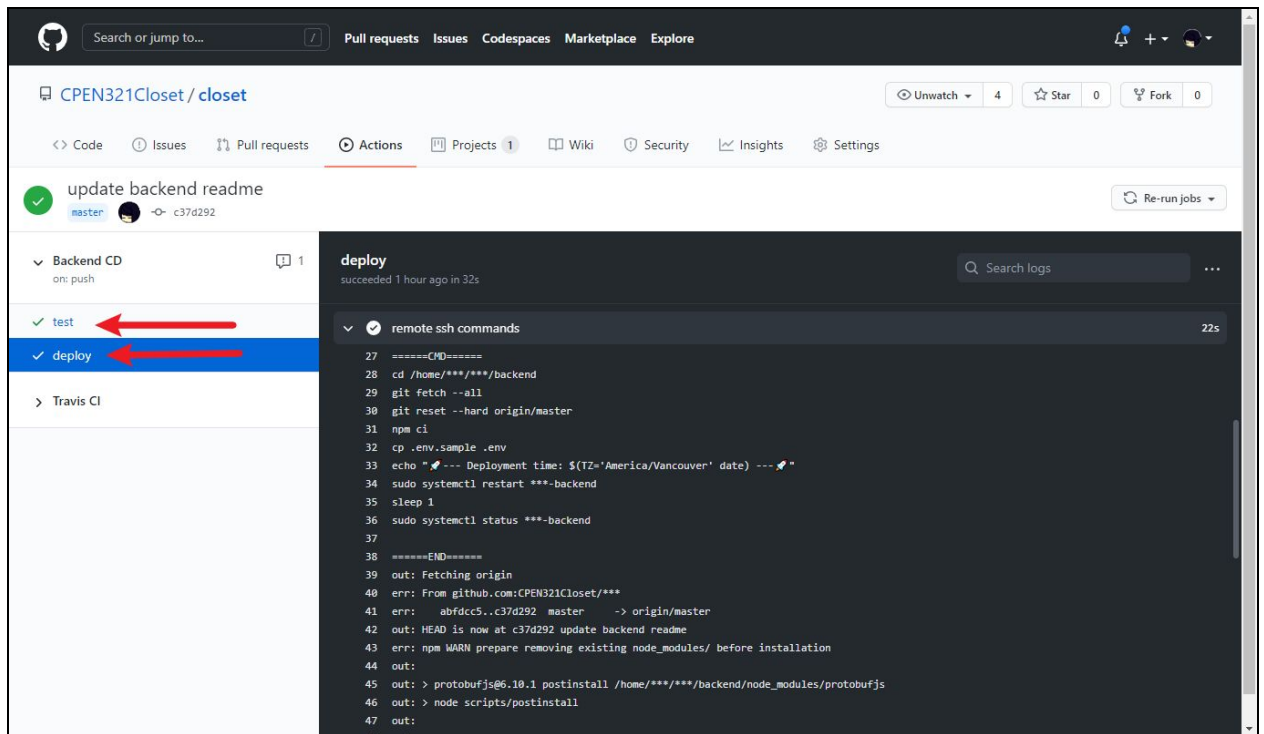 Search or jump to... /
Pull requests Issues Codespaces Marketplace Explore
CPEN321Closet / closet
Unwatch 4 Star 0 Fork 0
<> Code Issues Pull requests Actions Projects 1 Wiki Security Insights Settings
update backend readme
master c37d292
Re-run jobs
Backend CD 1
on: push
test
deploy
Travis CI
deploy
succeeded 1 hour ago in 32s
Search logs
remote ssh commands 22s
27 ======CMD======
28 cd /home/***/***/backend
29 git fetch --all
30 git reset --hard origin/master
31 npm ci
32 cp .env.sample .env
33 echo "🚀--- Deployment time: $(TZ='America/Vancouver' date) ---🚀"
34 sudo systemctl restart ***-backend
35 sleep 1
36 sudo systemctl status ***-backend
37
38 ======END======
39 out: Fetching origin
40 err: From github.com:CPEN321Closet/***
41 err:    abfdcc5..c37d292  master     -> origin/master
42 out: HEAD is now at c37d292 update backend readme
43 err: npm WARN prepare removing existing node_modules/ before installation
44 out:
45 out: > protobufjs@6.10.1 postinstall /home/***/***/backend/node_modules/protobufjs
46 out: > node scripts/postinstall
47 out: